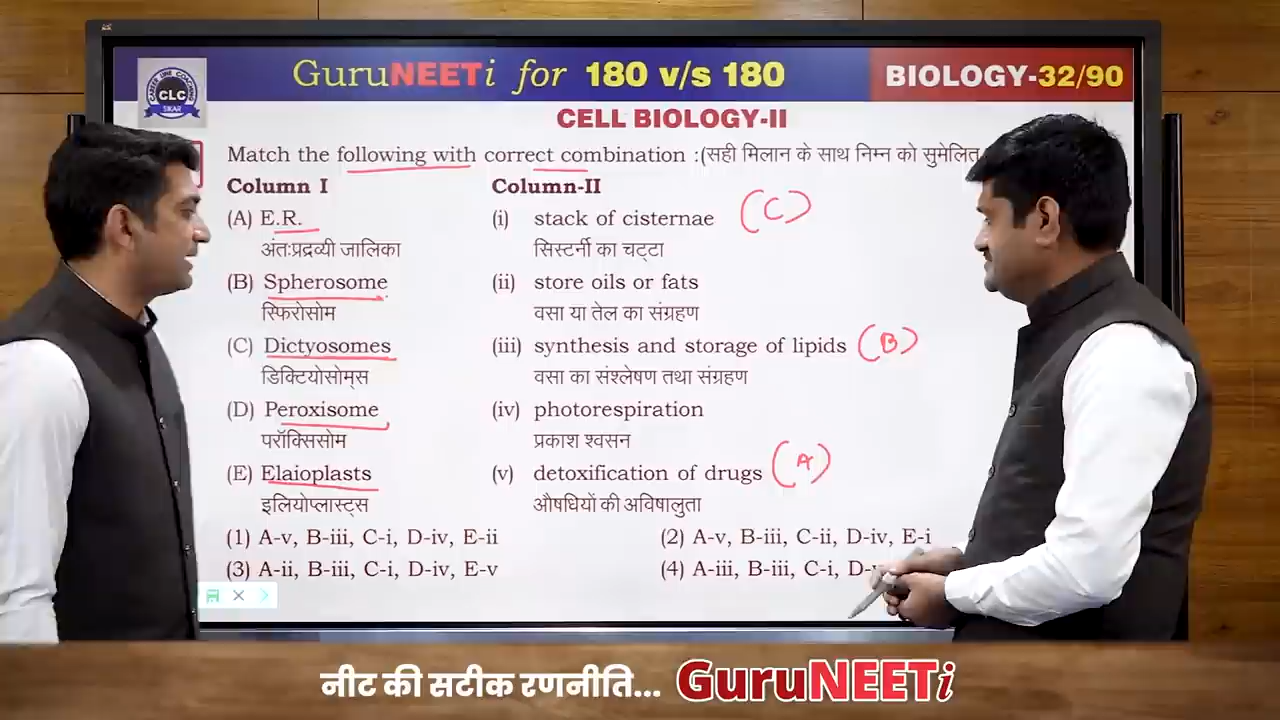 GuruNEETi for 180 v/s 180 BIOLOGY-32/90
CAREER LINE COACHING
CLC
SIKAR
CELL BIOLOGY-II
Match the following with correct combination :(सही मिलान के साथ निम्न को सुमेलित
Column I Column-II
(A) E.R. (i) stack of cisternae (C)
अंतःप्रद्रव्यी जालिका सिस्टर्नी का चट्टा
(B) Spherosome (ii) store oils or fats
स्फिरोसोम वसा या तेल का संग्रहण
(C) Dictyosomes (iii) synthesis and storage of lipids (B)
डिक्टियोसोम्स वसा का संश्लेषण तथा संग्रहण
(D) Peroxisome (iv) photorespiration
परॉक्सिसोम प्रकाश श्वसन
(E) Elaioplasts (v) detoxification of drugs (A)
इलियोप्लास्ट्स औषधियों की अविषालुता
(1) A-v, B-iii, C-i, D-iv, E-ii (2) A-v, B-iii, C-ii, D-iv, E-i
(3) A-ii, B-iii, C-i, D-iv, E-v (4) A-iii, B-iii, C-i,
नीट की सटीक रणनीति... GuruNEETi